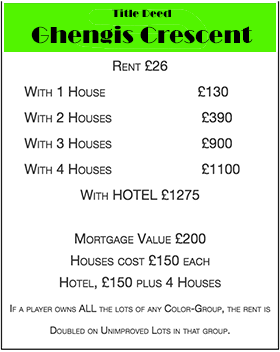 Title Deed
Ghengis Crescent
Rent £26
With 1 House £130
With 2 Houses £390
With 3 Houses £900
With 4 Houses £1100
With HOTEL £1275
Mortgage Value £200
Houses cost £150 each
Hotel, £150 plus 4 Houses
If a player owns ALL the lots of any Color-Group, the rent is
Doubled on Unimproved Lots in that group.